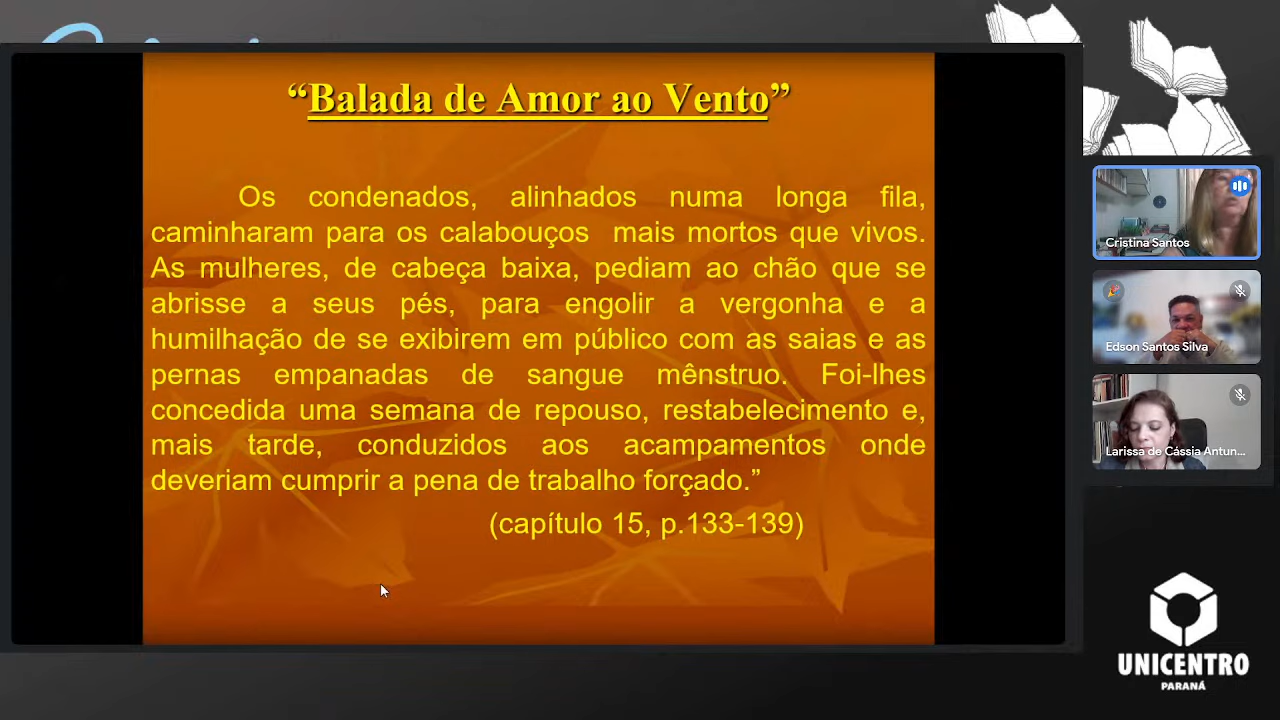 “Balada de Amor ao Vento”
Os condenados, alinhados numa longa fila,
caminharam para os calabouços mais mortos que vivos.
As mulheres, de cabeça baixa, pediam ao chão que se
abrisse a seus pés, para engolir a vergonha e a
humilhação de se exibirem em público com as saias e as
pernas empanadas de sangue mênstruo. Foi-lhes
concedida uma semana de repouso, restabelecimento e,
mais tarde, conduzidos aos acampamentos onde
deveriam cumprir a pena de trabalho forçado.”
(capítulo 15, p.133-139)
Cristina Santos
Edson Santos Silva
Larissa de Cássia Antun...
UNICENTRO
PARANÁ